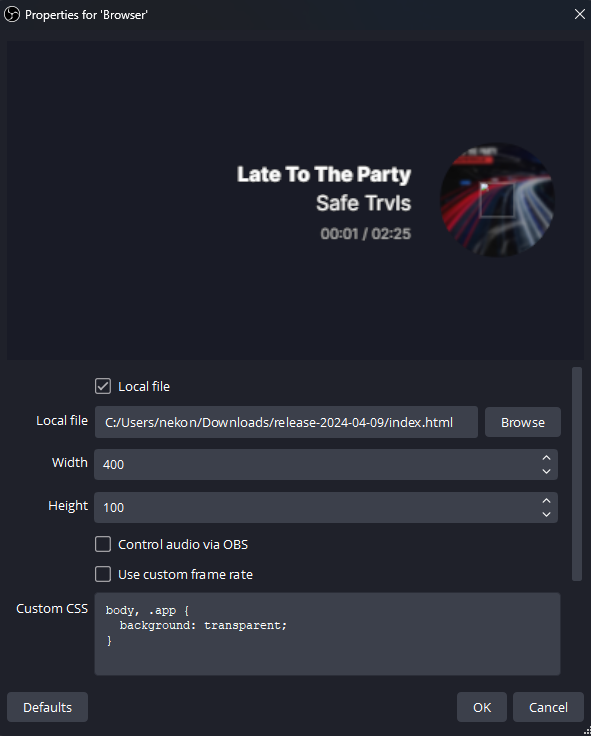 Properties for 'Browser'
Late To The Party
Safe Trvls
00:01 / 02:25
Local file
Local file
C:/Users/nekon/Downloads/release-2024-04-09/index.html
Browse
Width
400
Height
100
Control audio via OBS
Use custom frame rate
Custom CSS
body, .app {
  background: transparent;
}
Defaults
OK
Cancel